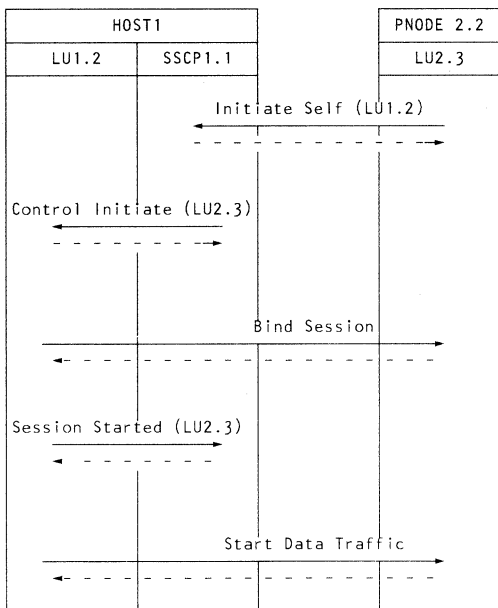 HOST1
PNODE 2.2
LU1.2
SSCP1.1
LU2.3
Initiate Self (LU1.2)
Control Initiate (LU2.3)
Bind Session
Session Started (LU2.3)
Start Data Traffic